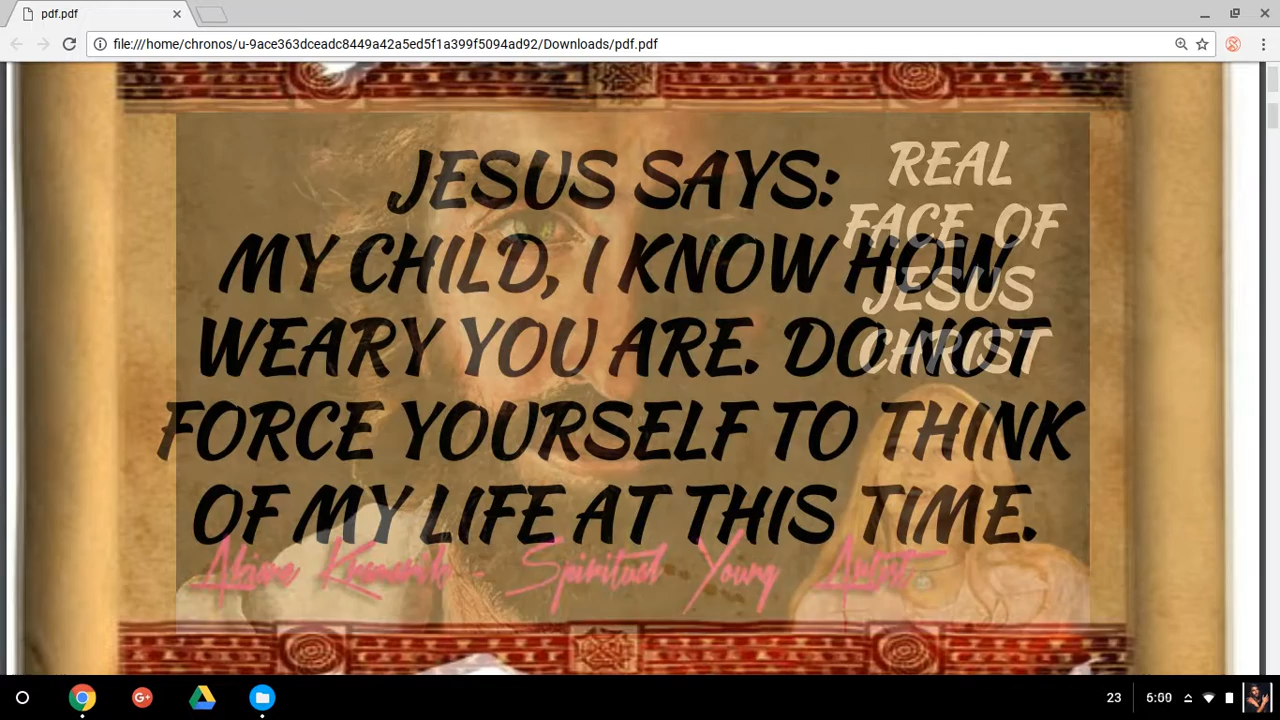 pdf.pdf
file:///home/chronos/u-9ace363dceadc8449a42a5ed5f1a399f5094ad92/Downloads/pdf.pdf
JESUS SAYS:
MY CHILD, I KNOW HOW
WEARY YOU ARE. DO NOT
FORCE YOURSELF TO THINK
OF MY LIFE AT THIS TIME.
REAL
FACE OF
JESUS
CHRIST
Akiane Kramarik - Spiritual Young Artist
23
6:00